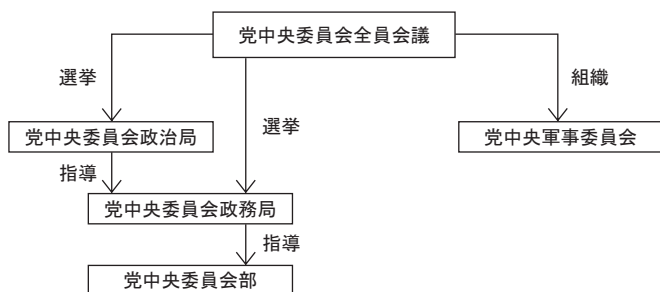 党中央委員会全員会議
選挙
組織
選挙
党中央委員会政治局
党中央軍事委員会
指導
党中央委員会政務局
指導
党中央委員会部